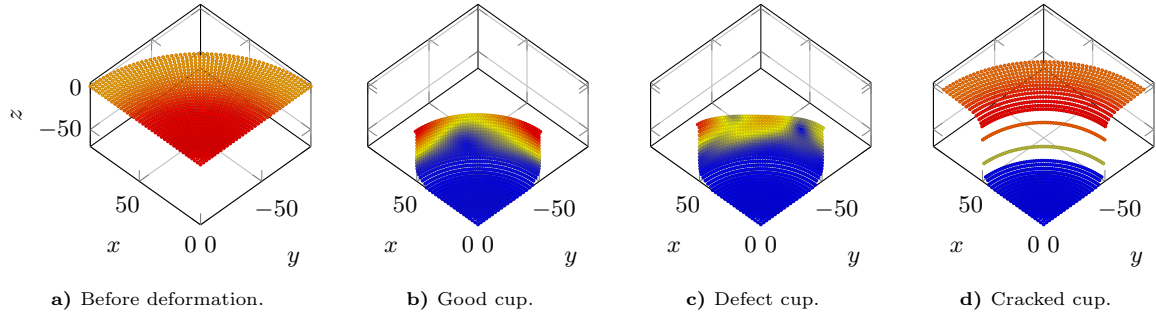 0
−50
z
50
−50
x
0 0
y
50
−50
x
0 0
y
50
−50
x
0 0
y
50
−50
x
0 0
y
a) Before deformation.
b) Good cup.
c) Defect cup.
d) Cracked cup.